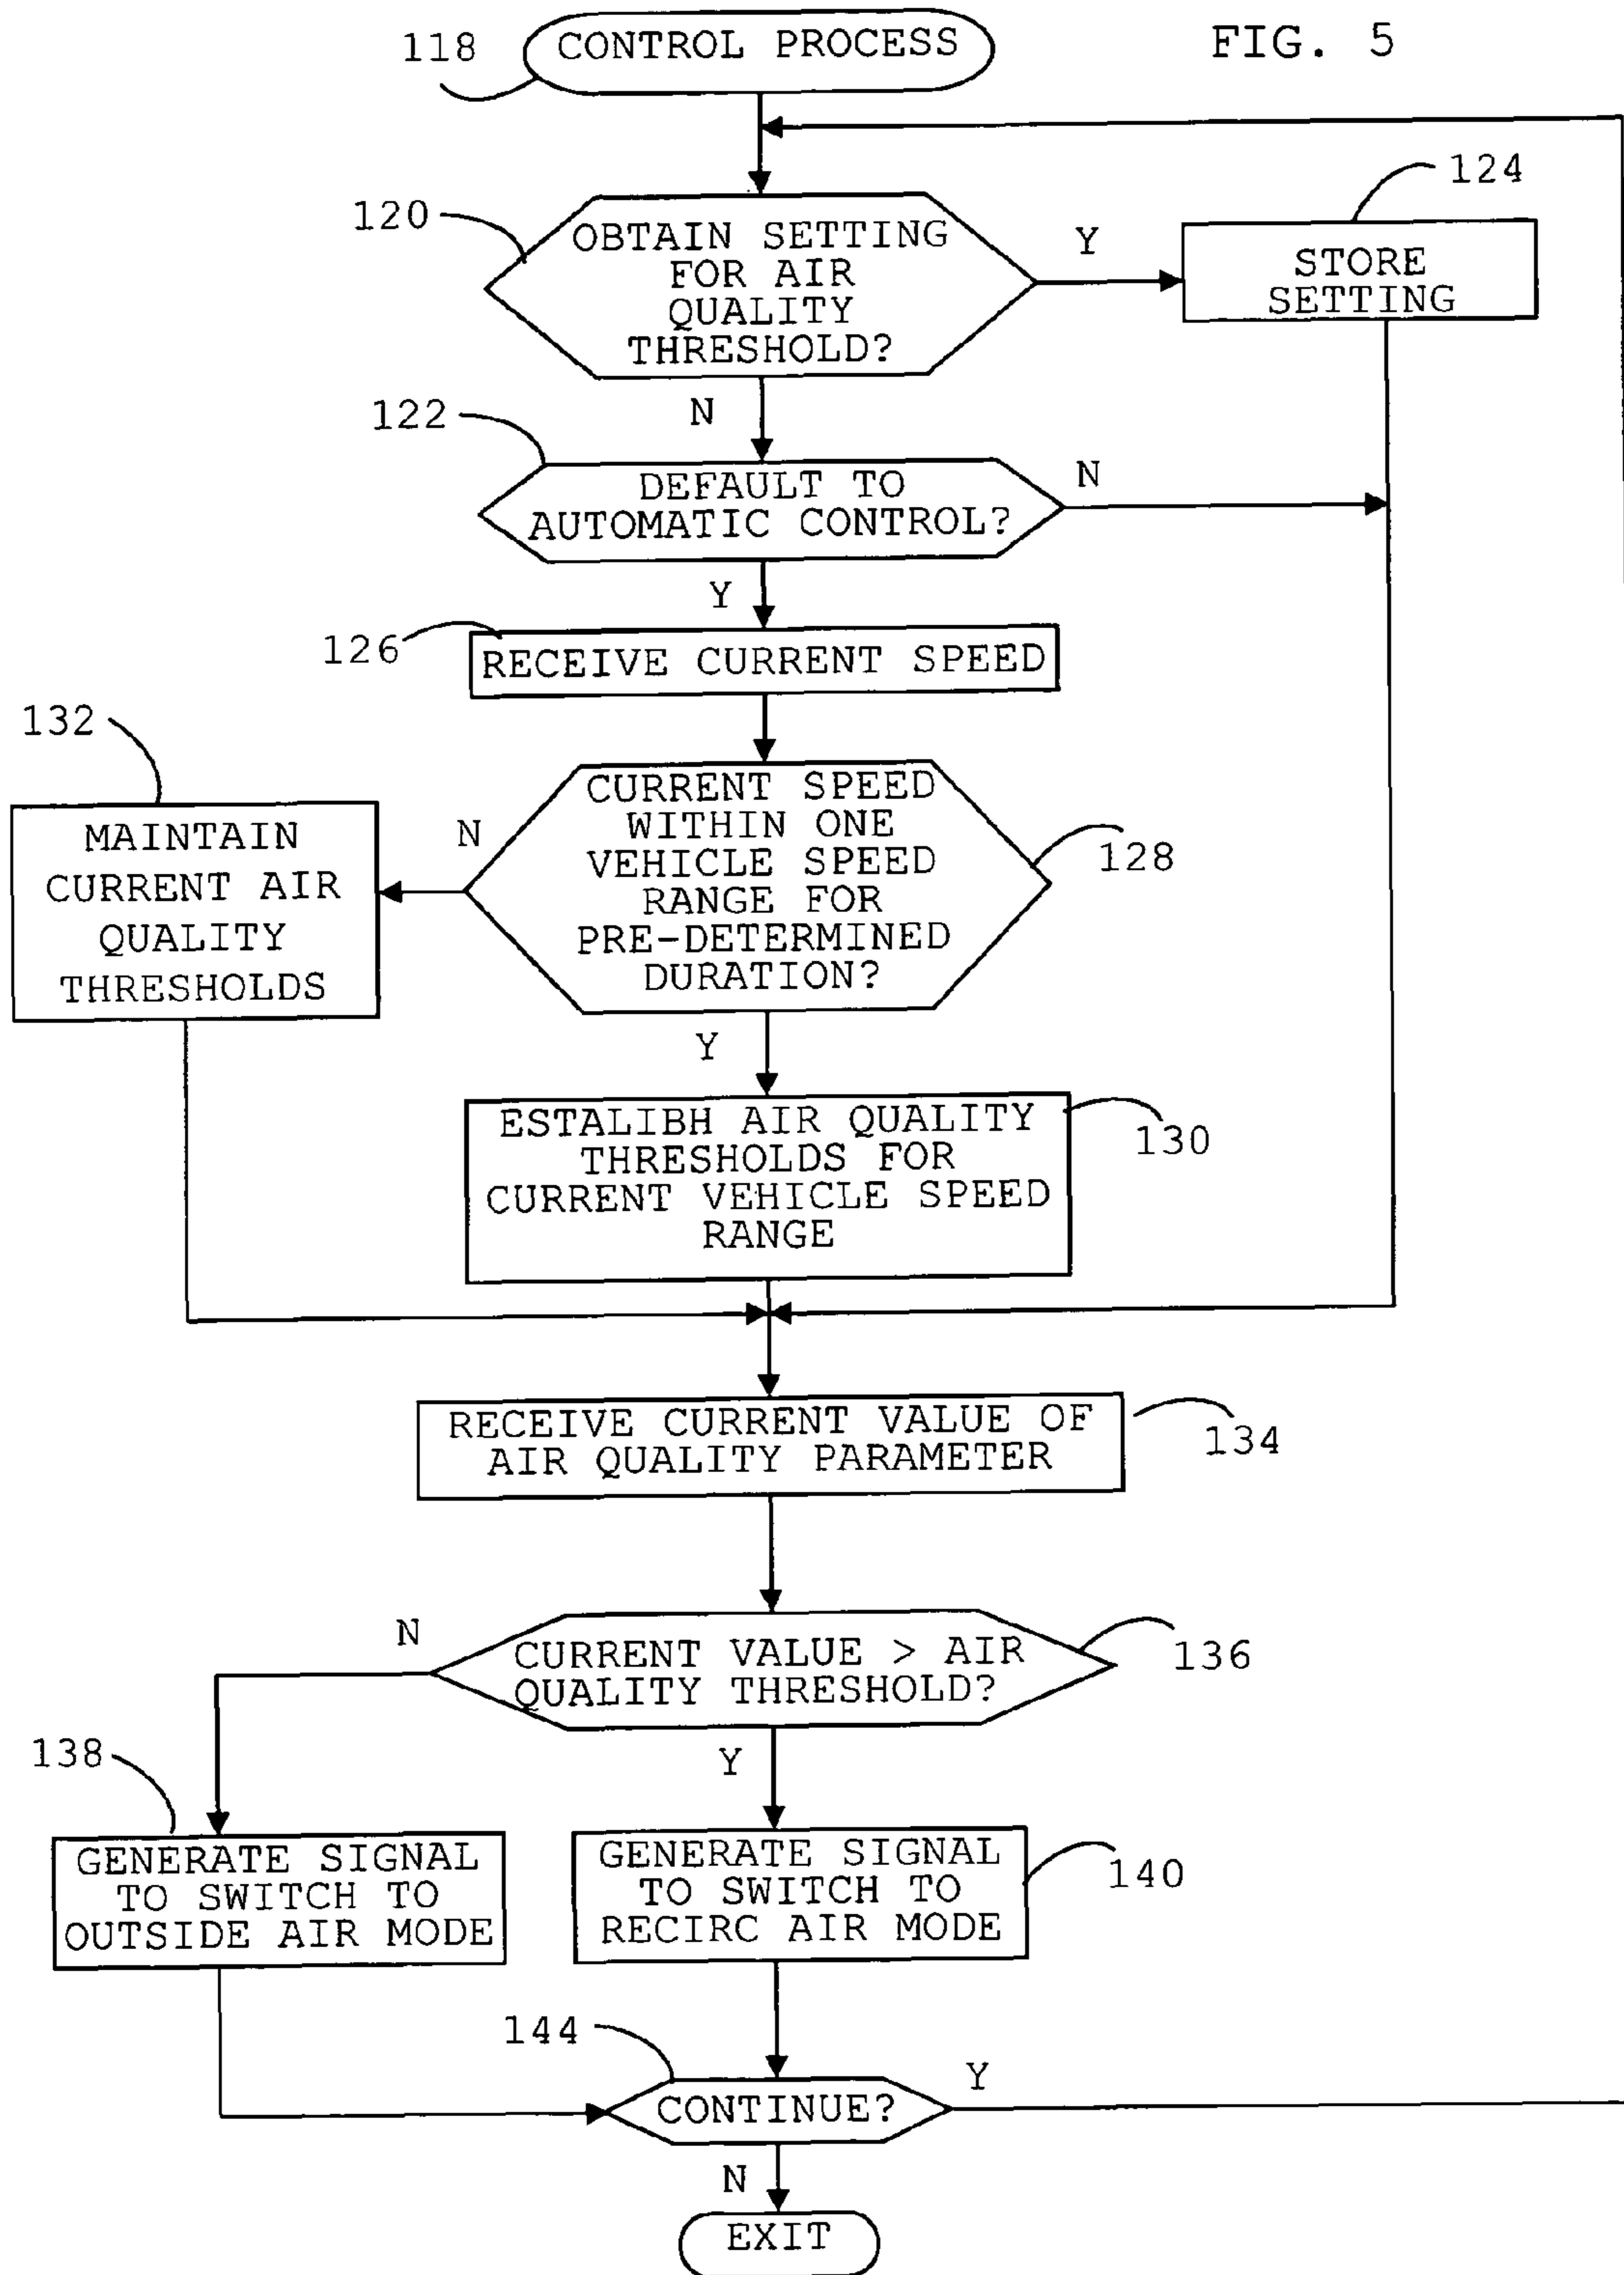 118
CONTROL PROCESS
FIG. 5
124
120
OBTAIN SETTING
FOR AIR
QUALITY
THRESHOLD?
Y
STORE
SETTING
N
122
DEFAULT TO
AUTOMATIC CONTROL?
N
Y
126
RECEIVE CURRENT SPEED
132
MAINTAIN
CURRENT AIR
QUALITY
THRESHOLDS
N
CURRENT SPEED
WITHIN ONE
VEHICLE SPEED
RANGE FOR
PRE-DETERMINED
DURATION?
128
Y
ESTALIBH AIR QUALITY
THRESHOLDS FOR
CURRENT VEHICLE SPEED
RANGE
130
RECEIVE CURRENT VALUE OF
AIR QUALITY PARAMETER
134
N
CURRENT VALUE > AIR
QUALITY THRESHOLD?
136
138
Y
GENERATE SIGNAL
TO SWITCH TO
OUTSIDE AIR MODE
GENERATE SIGNAL
TO SWITCH TO
RECIRC AIR MODE
140
144
CONTINUE?
Y
N
EXIT